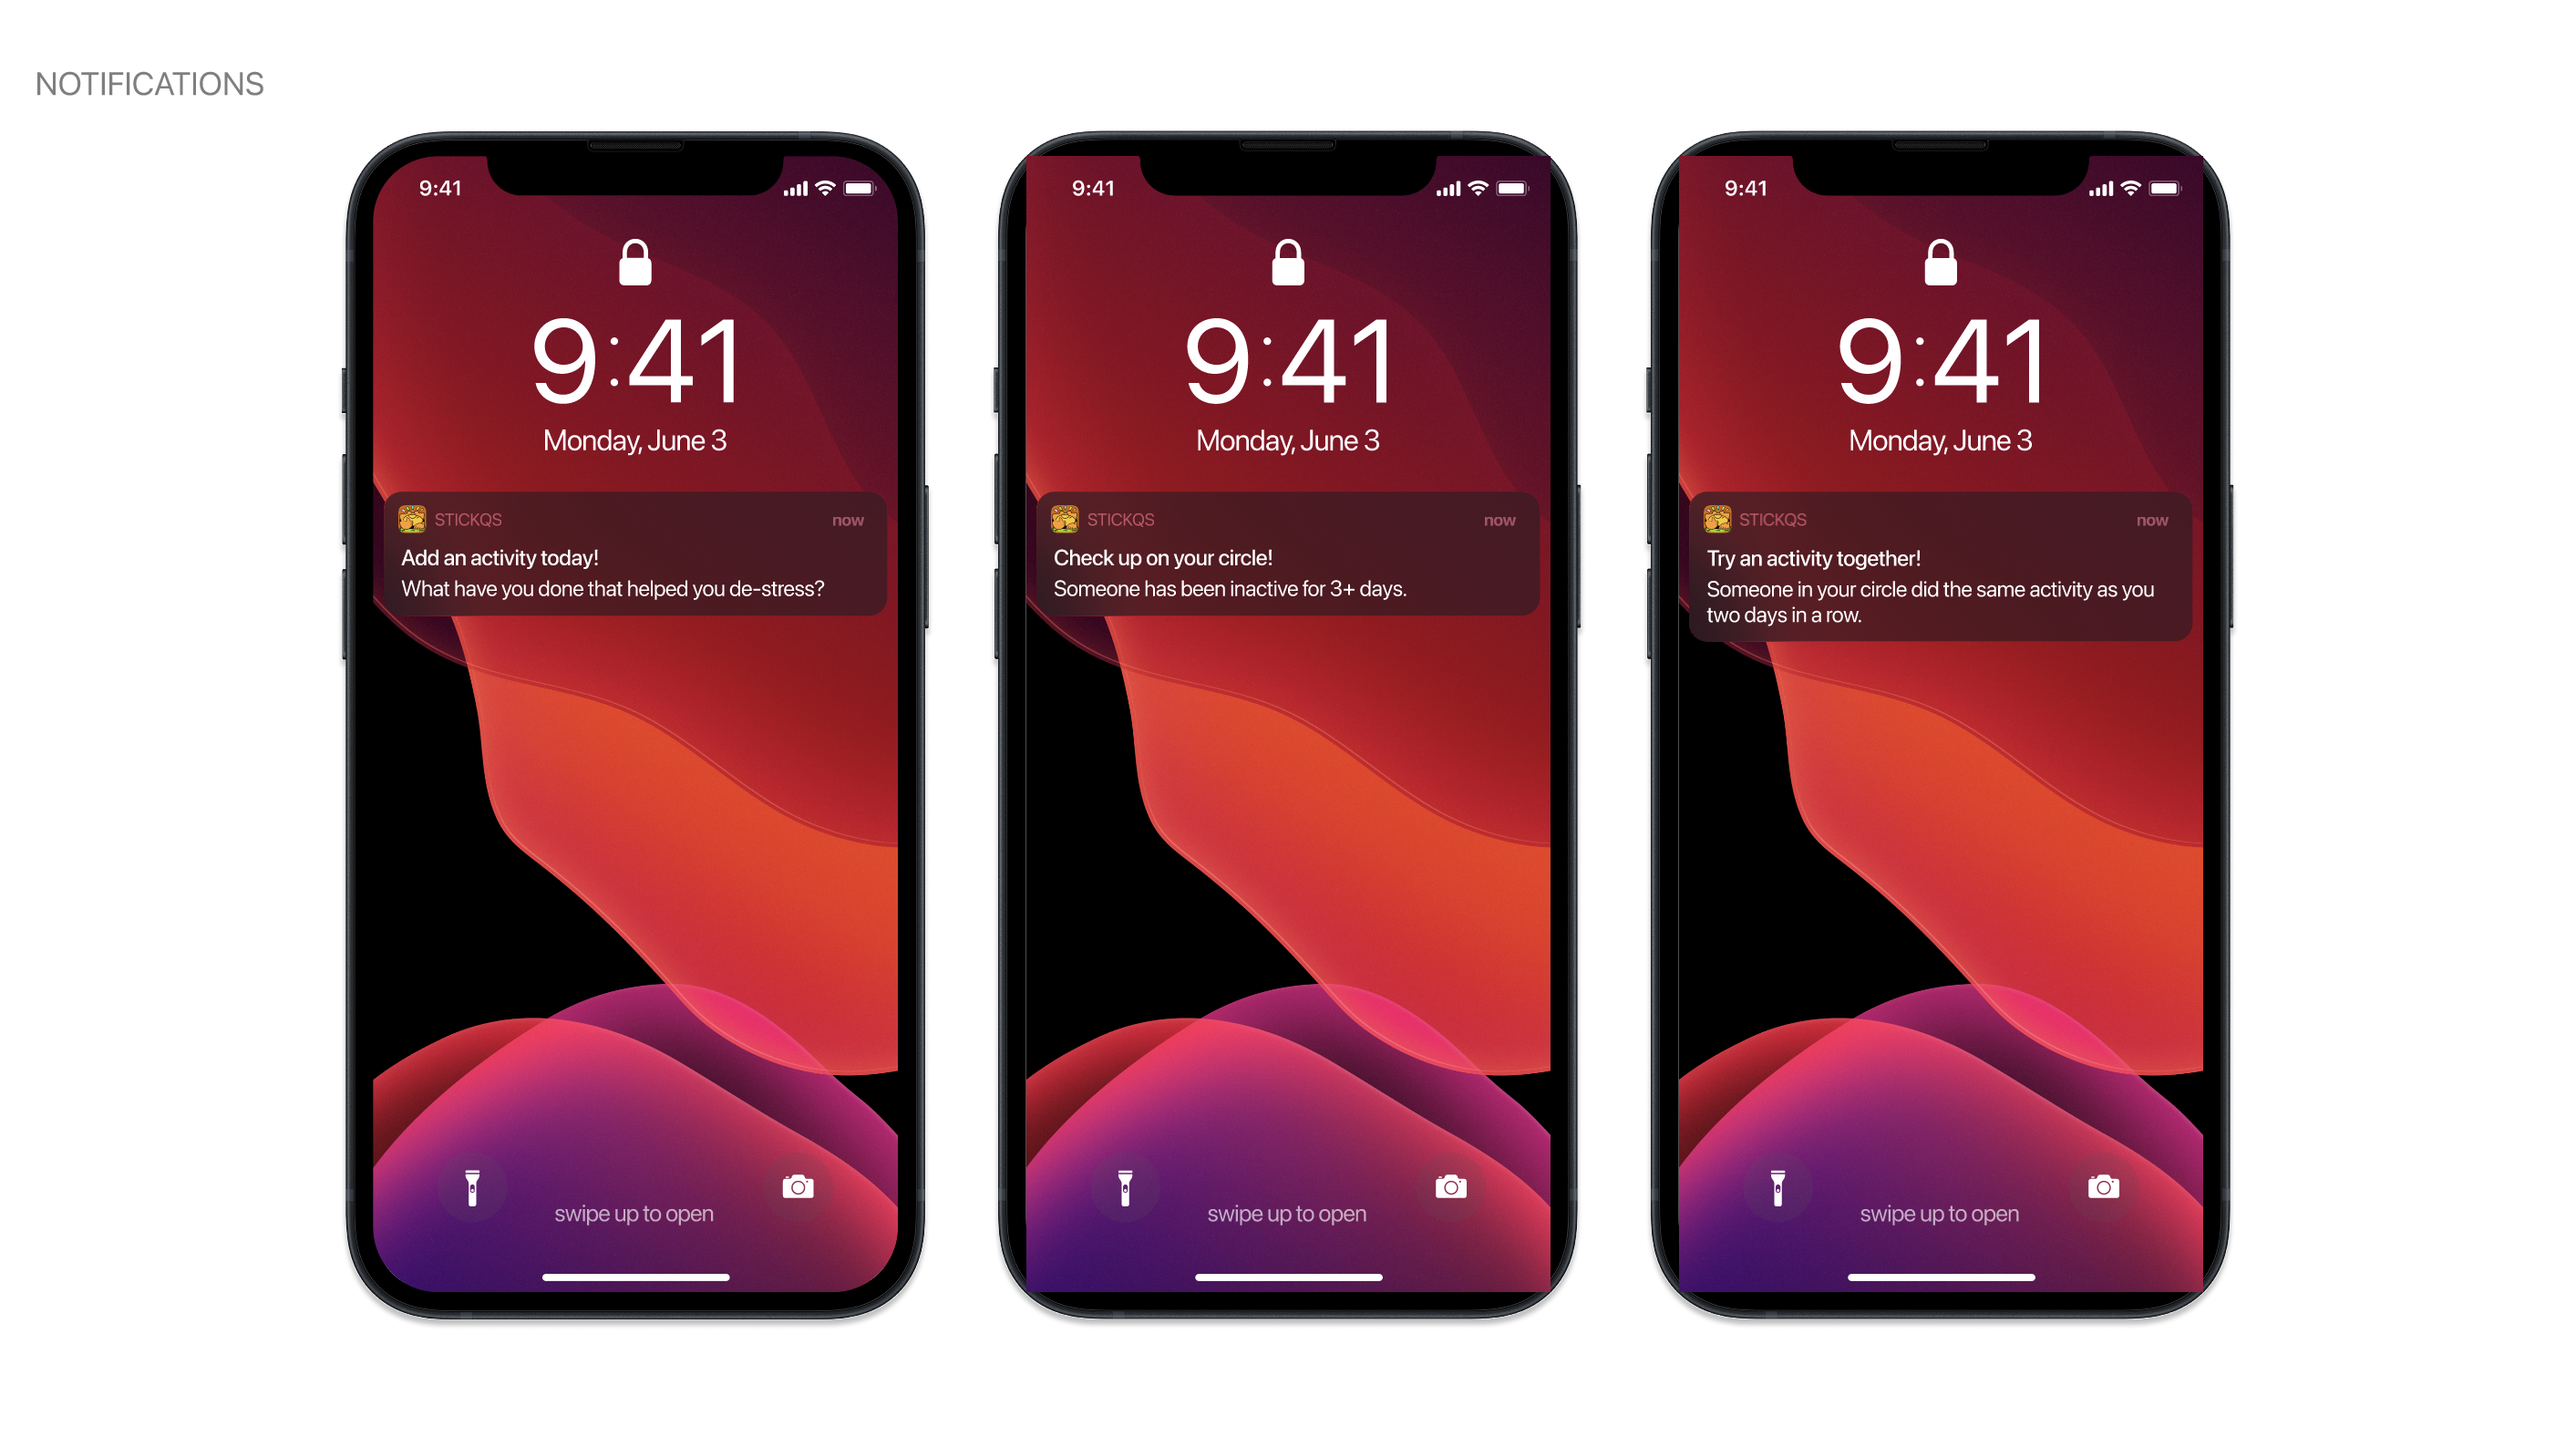 NOTIFICATIONS
9:41
9:41
Monday, June 3
STICKQS now
Add an activity today!
What have you done that helped you de-stress?
swipe up to open
9:41
9:41
Monday, June 3
STICKQS now
Check up on your circle!
Someone has been inactive for 3+ days.
swipe up to open
9:41
9:41
Monday, June 3
STICKQS now
Try an activity together!
Someone in your circle did the same activity as you
two days in a row.
swipe up to open